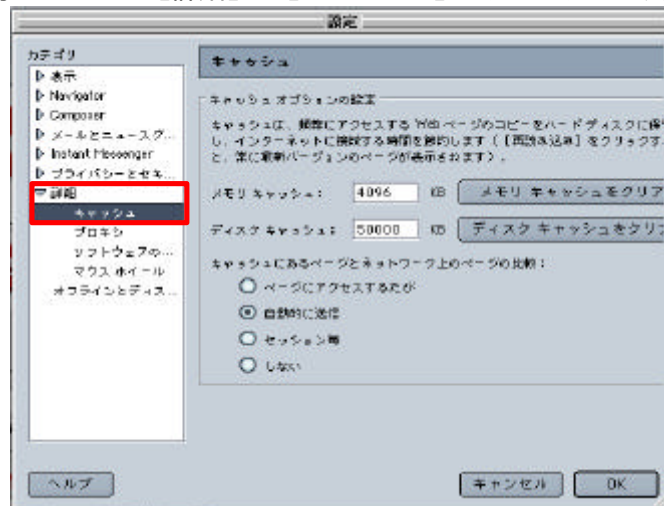 設定
カテゴリ
表示
Navigator
Composer
メールとニュースグ...
Instant Messenger
プライバシーとセキ...
詳細
キャッシュ
プロキシ
ソフトウェアの...
マウス ホイール
オフラインとディス...
キャッシュ
キャッシュ オプションの設定
キャッシュは、頻繁にアクセスする Web ページのコピーをハード ディスクに保
し、インターネットに接続する時間を節約します（[再読み込み] をクリックす
と、常に最新バージョンのページが表示されます）。
メモリ キャッシュ： 4096 KB メモリ キャッシュをクリア
ディスク キャッシュ： 50000 KB ディスク キャッシュをクリア
キャッシュにあるページとネットワーク上のページの比較：
ページにアクセスするたび
自動的に送信
セッション毎
しない
ヘルプ キャンセル OK